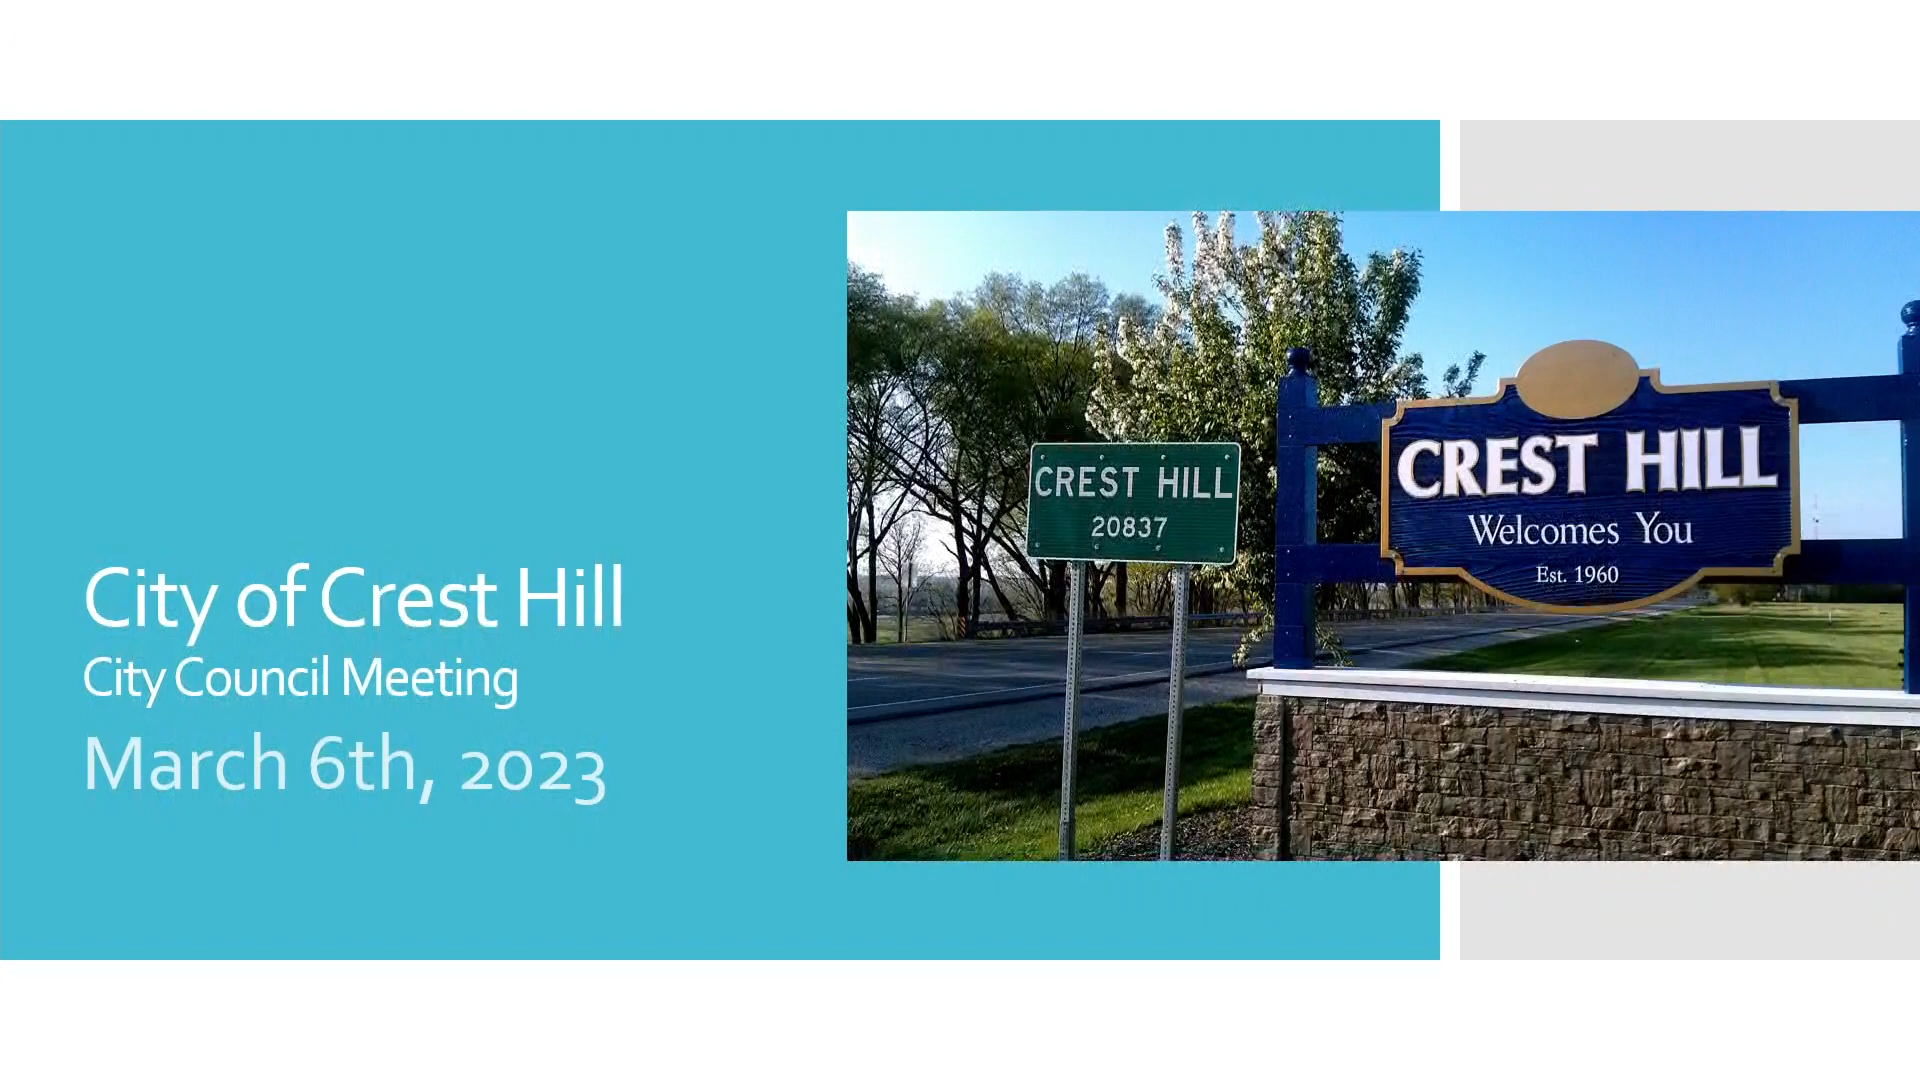 City of Crest Hill
City Council Meeting
March 6th, 2023
CREST HILL
20837
CREST HILL
Welcomes You
Est. 1960